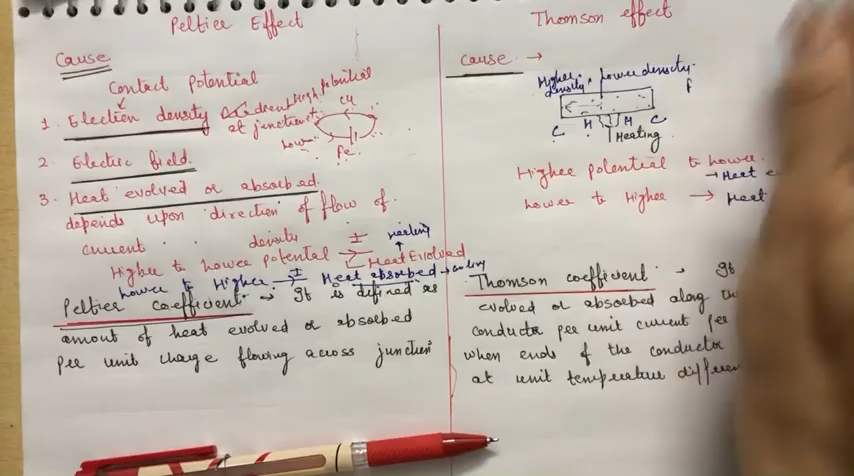 Peltier Effect
Cause
Contact Potential
1. Electron density Gradient
at junction
High potential
Cu
low
Fe
2. Electric field.
3. Heat evolved or absorbed
depends upon direction of flow of
current
density
Higher to lower potential → Heat Evolved
heating
lower to Higher → Heat absorbed → cooling
Peltier coefficient → It is defined as
amount of heat evolved or absorbed
per unit charge flowing across junction
Thomson effect
Cause →
Higher density
lower density
C H H C
Heating
Higher potential to lower
→ Heat
lower to Higher → Heat
Thomson coefficient → It
evolved or absorbed along
conductor per unit current per
when ends of the conductor
at unit temperature